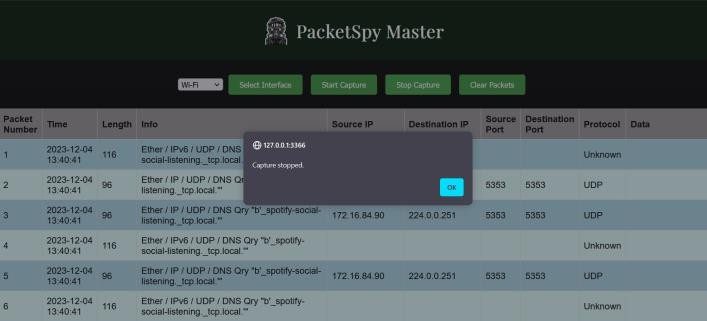 PacketSpy Master
Wi-Fi Select Interface Start Capture Stop Capture Clear Packets
Packet Number Time Length Info Source IP Destination IP Source Port Destination Port Protocol Data
127.0.0.1:3366
Capture stopped.
OK
1 2023-12-04 13:40:41 116 Ether / IPv6 / UDP / DNS
social-listening._tcp.local. Unknown
2 2023-12-04 13:40:41 96 Ether / IP / UDP / DNS
listening._tcp.local."' 5353 5353 UDP
3 2023-12-04 13:40:41 96 Ether / IP / UDP / DNS Qry "b'_spotify-social-
listening._tcp.local."' 172.16.84.90 224.0.0.251 5353 5353 UDP
4 2023-12-04 13:40:41 116 Ether / IPv6 / UDP / DNS Qry "b'_spotify-
social-listening._tcp.local."' Unknown
5 2023-12-04 13:40:41 96 Ether / IP / UDP / DNS Qry "b'_spotify-social-
listening._tcp.local."' 172.16.84.90 224.0.0.251 5353 5353 UDP
6 2023-12-04 13:40:41 116 Ether / IPv6 / UDP / DNS Qry "b'_spotify-
social-listening._tcp.local."' Unknown